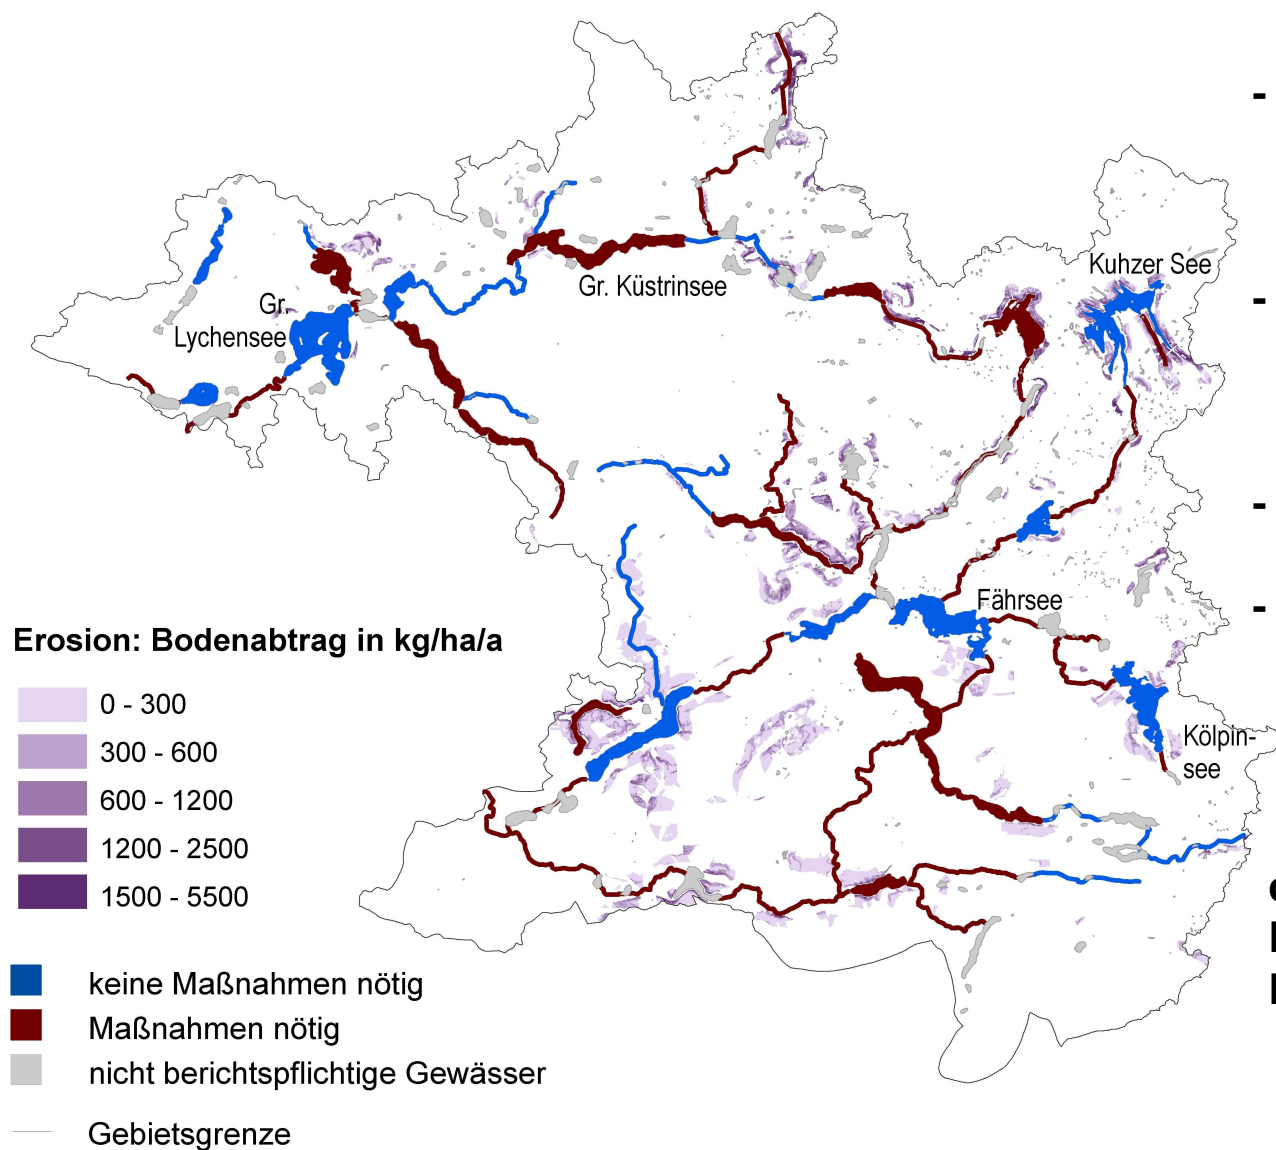 -
Kuhzer See
Gr. Küstrinsee
-
Gr.
Lychensee
-
Fährsee
-
Erosion: Bodenabtrag in kg/ha/a
0 - 300
300 - 600
Kölpin-
see
600 - 1200
1200 - 2500
1500 - 5500
keine Maßnahmen nötig
Maßnahmen nötig
nicht berichtspflichtige Gewässer
Gebietsgrenze